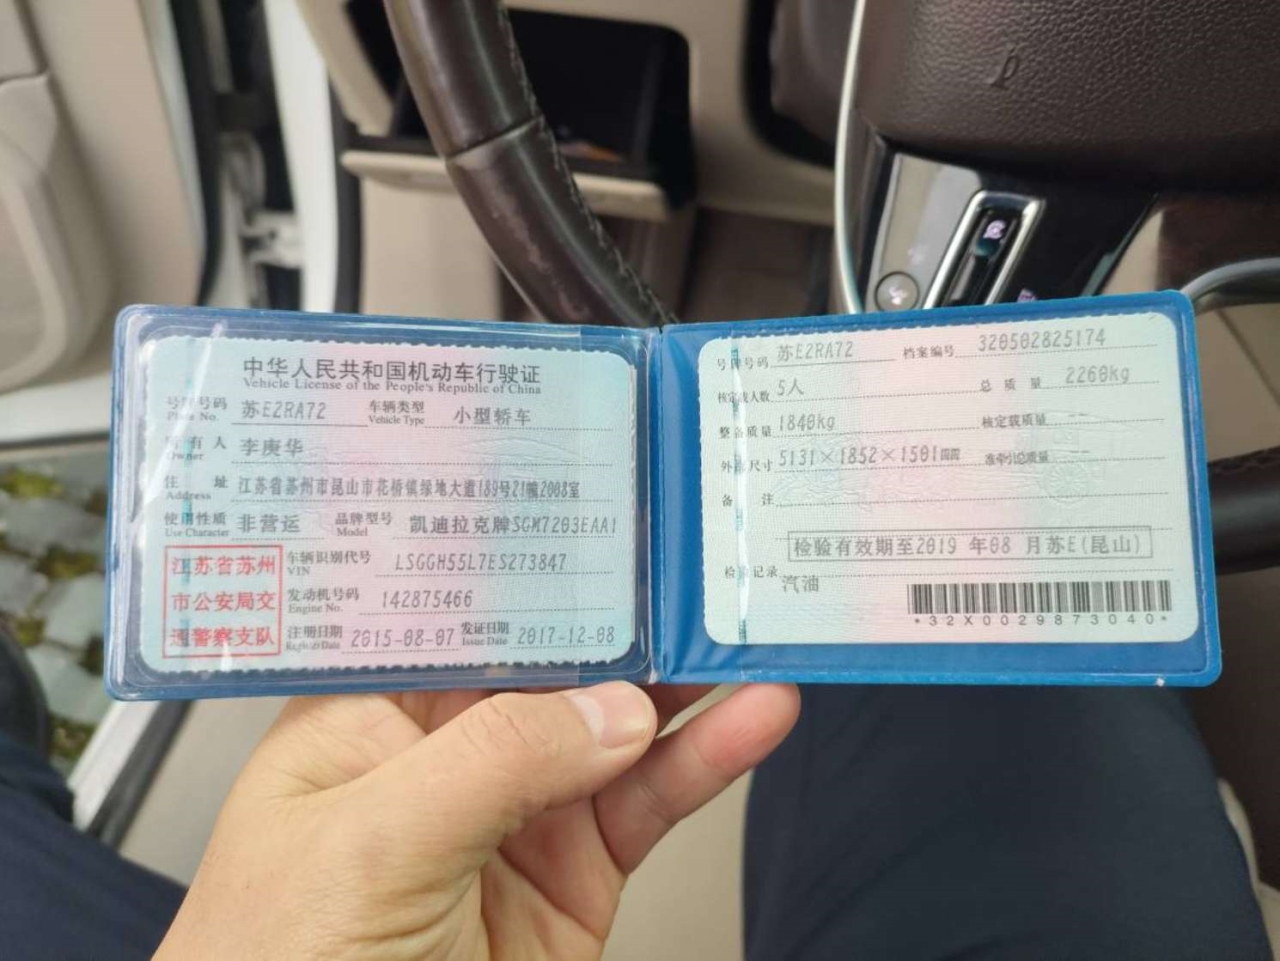 中华人民共和国机动车行驶证
Vehicle License of the People's Republic of China
号牌号码 苏E2RA72 车辆类型 小型轿车
Plate No. Vehicle Type
所有人 李庚华
Owner
住址 江苏省苏州市昆山市花桥镇绿地大道189号21幢2008室
Address
使用性质 非营运 品牌型号 凯迪拉克牌SGM7203EAA1
Use Character Model
江苏省苏州
市公安局交
通警察支队
车辆识别代号 LSGGH55L7ES273847
VIN
发动机号码 142875466
Engine No.
注册日期 2015-08-07 发证日期 2017-12-08
Register Date Issue Date
号牌号码 苏E2RA72 档案编号 320502825174
核定载人数 5人 总质量 2260kg
整备质量 1840kg 核定载质量 --
外廓尺寸 5131×1852×1501mm 准牵引总质量 --
备注
检验有效期至2019 年08 月苏E(昆山)
检验记录
汽油
*32X0029873040*